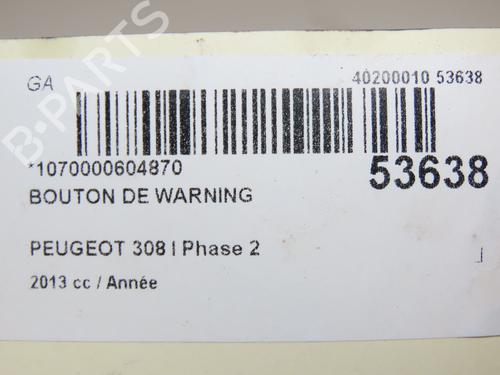 GA
40200010 53638
*1070000604870
53638
BOUTON DE WARNING
PEUGEOT 308 I Phase 2
2013 cc / Année
B-PARTS